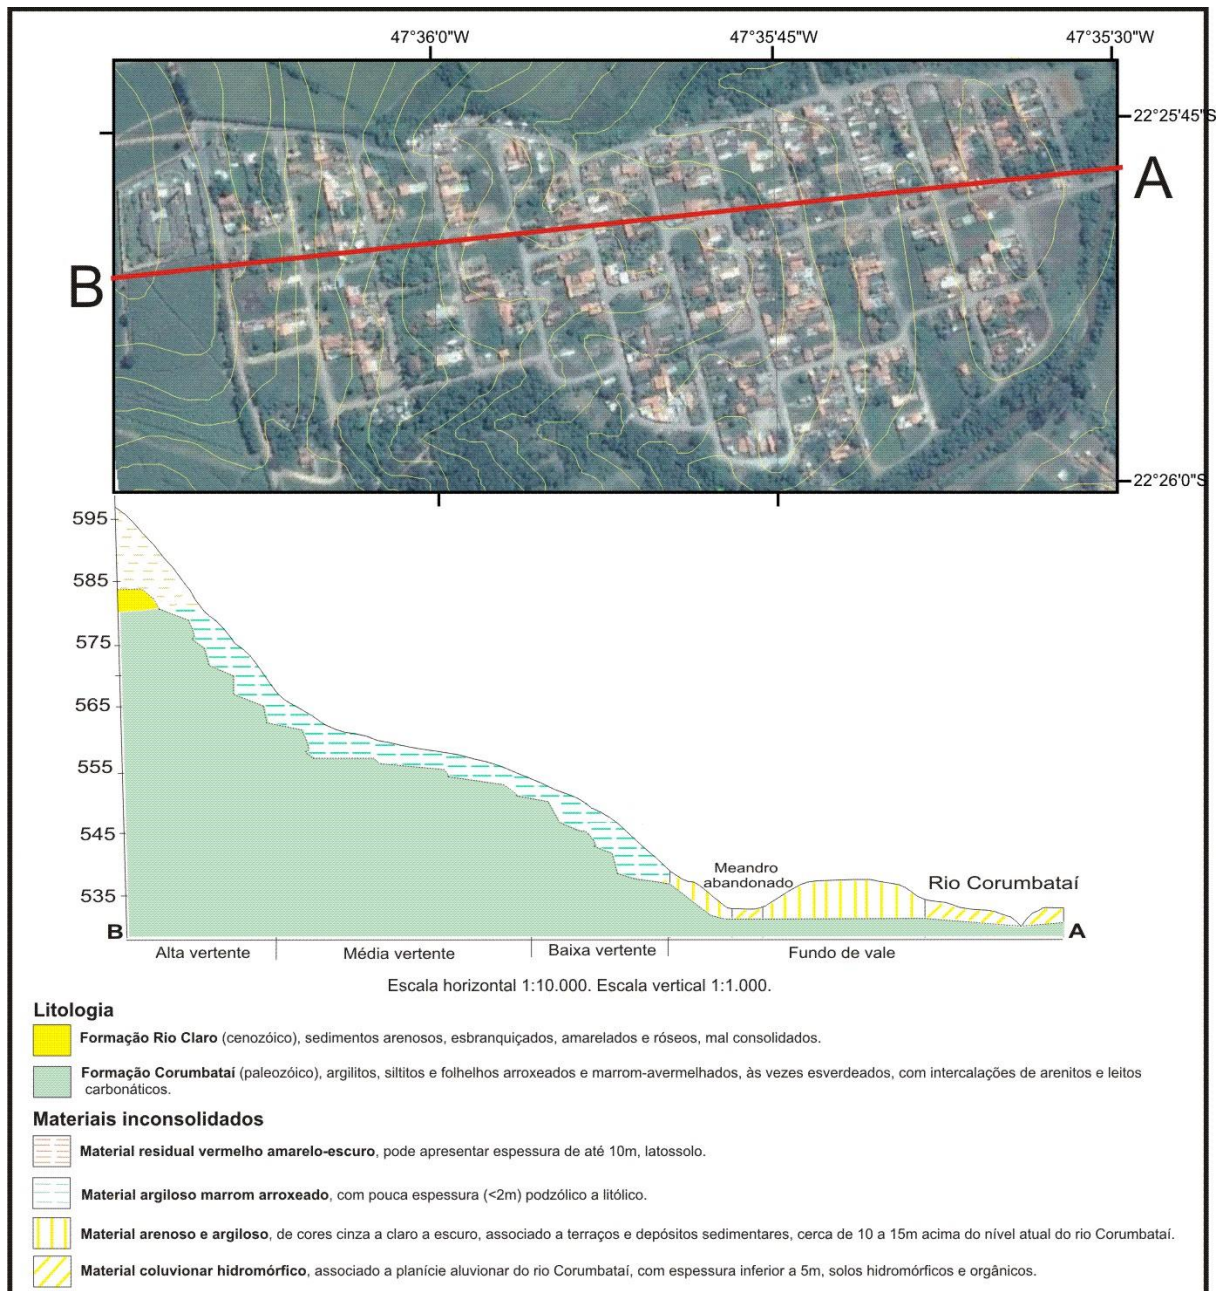 47°36'0"W
47°35'45"W
47°35'30"W
22°25'45"S
A
B
22°26'0"S
595
585
575
565
555
545
535
Meandro
abandonado
Rio Corumbataí
B
A
Alta vertente
Média vertente
Baixa vertente
Fundo de vale
Escala horizontal 1:10.000. Escala vertical 1:1.000.
Litologia
Formação Rio Claro (cenozóico), sedimentos arenosos, esbranquiçados, amarelados e róseos, mal consolidados.
Formação Corumbataí (paleozóico), argilitos, siltitos e folhelhos arroxeados e marrom-avermelhados, às vezes esverdeados, com intercalações de arenitos e leitos
carbonáticos.
Materiais inconsolidados
Material residual vermelho amarelo-escuro, pode apresentar espessura de até 10m, latossolo.
Material argiloso marrom arroxeado, com pouca espessura (<2m) podzólico a litólico.
Material arenoso e argiloso, de cores cinza a claro a escuro, associado a terraços e depósitos sedimentares, cerca de 10 a 15m acima do nível atual do rio Corumbataí.
Material coluvionar hidromórfico, associado a planície aluvionar do rio Corumbataí, com espessura inferior a 5m, solos hidromórficos e orgânicos.